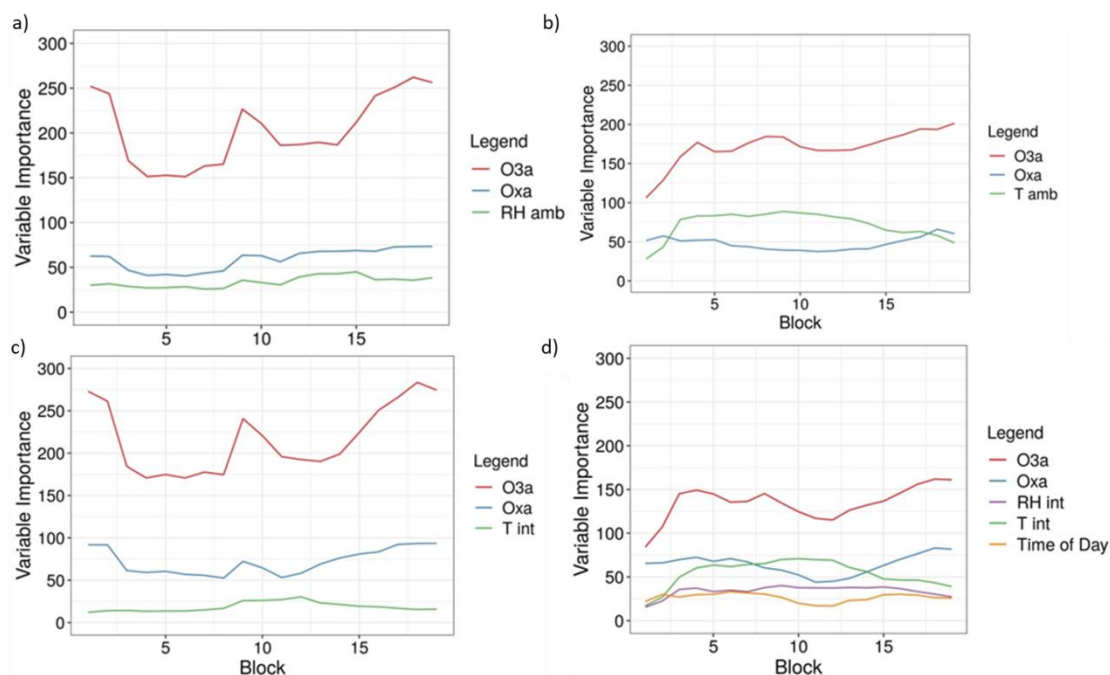 a)
300
250
200
150
100
50
0
Variable Importance
5 10 15
Legend
O3a
Oxa
RH amb
b)
300
250
200
150
100
50
0
Variable Importance
5 10 15
Block
Legend
O3a
Oxa
T amb
c)
300
250
200
150
100
50
0
Variable Importance
5 10 15
Block
Legend
O3a
Oxa
T int
d)
300
250
200
150
100
50
0
Variable Importance
5 10 15
Block
Legend
O3a
Oxa
RH int
T int
Time of Day